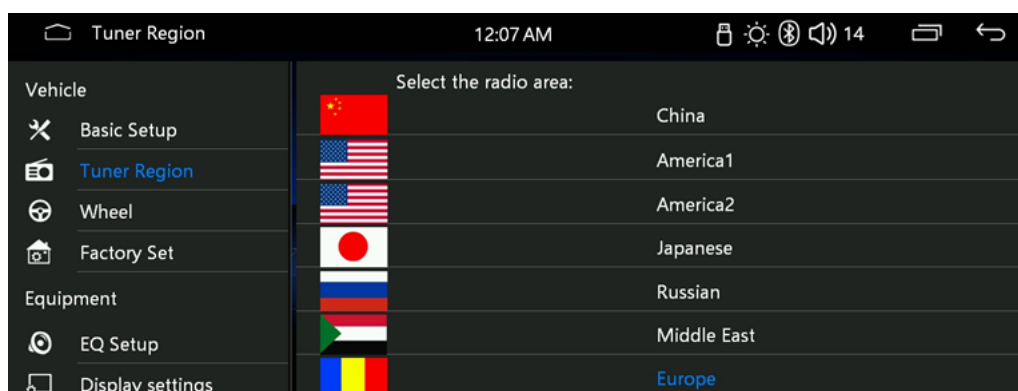 Tuner Region 12:07 AM 14
Vehicle
Basic Setup
Tuner Region
Wheel
Factory Set
Equipment
EQ Setup
Display settings
Select the radio area:
China
America1
America2
Japanese
Russian
Middle East
Europe